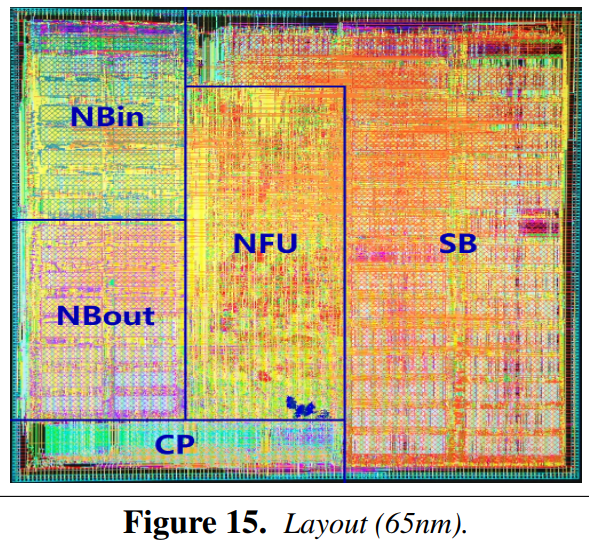 NBin
NFU
SB
NBout
CP
Figure 15. Layout (65nm).